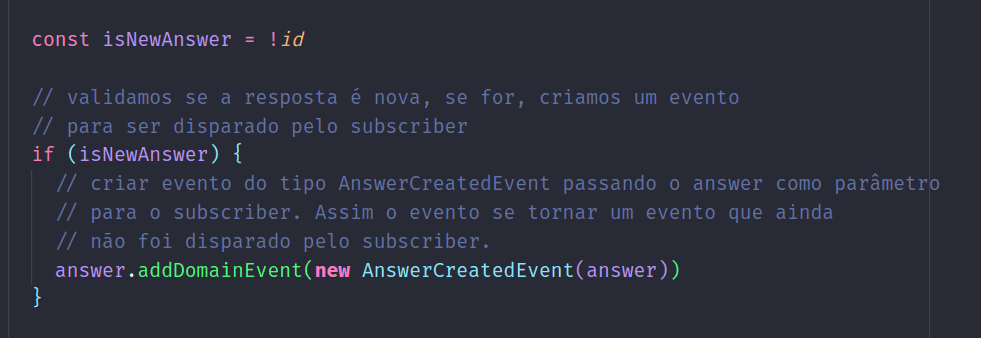 const isNewAnswer = !id
// validamos se a resposta é nova, se for, criamos um evento
// para ser disparado pelo subscriber
if (isNewAnswer) {
// criar evento do tipo AnswerCreatedEvent passando o answer como parâmetro
// para o subscriber. Assim o evento se tornar um evento que ainda
// não foi disparado pelo subscriber.
answer.addDomainEvent(new AnswerCreatedEvent(answer))
}